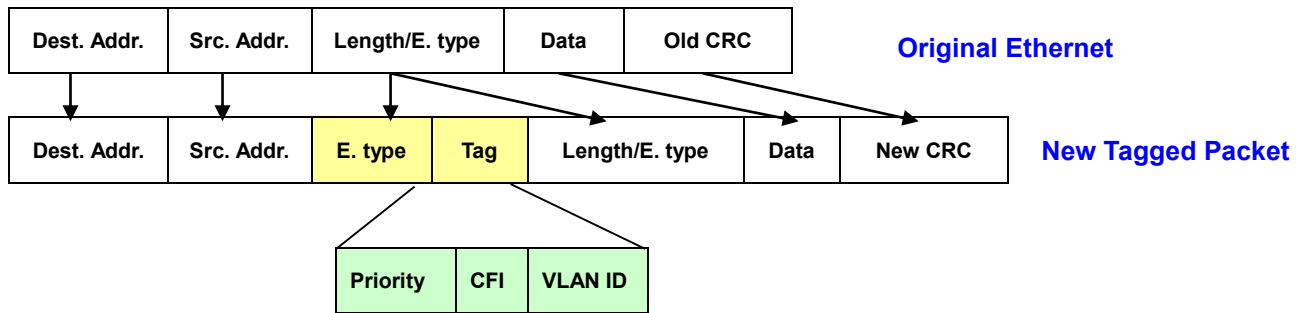 Dest. Addr. Src. Addr. Length/E. type Data Old CRC Original Ethernet
Dest. Addr. Src. Addr. E. type Tag Length/E. type Data New CRC New Tagged Packet
Priority CFI VLAN ID